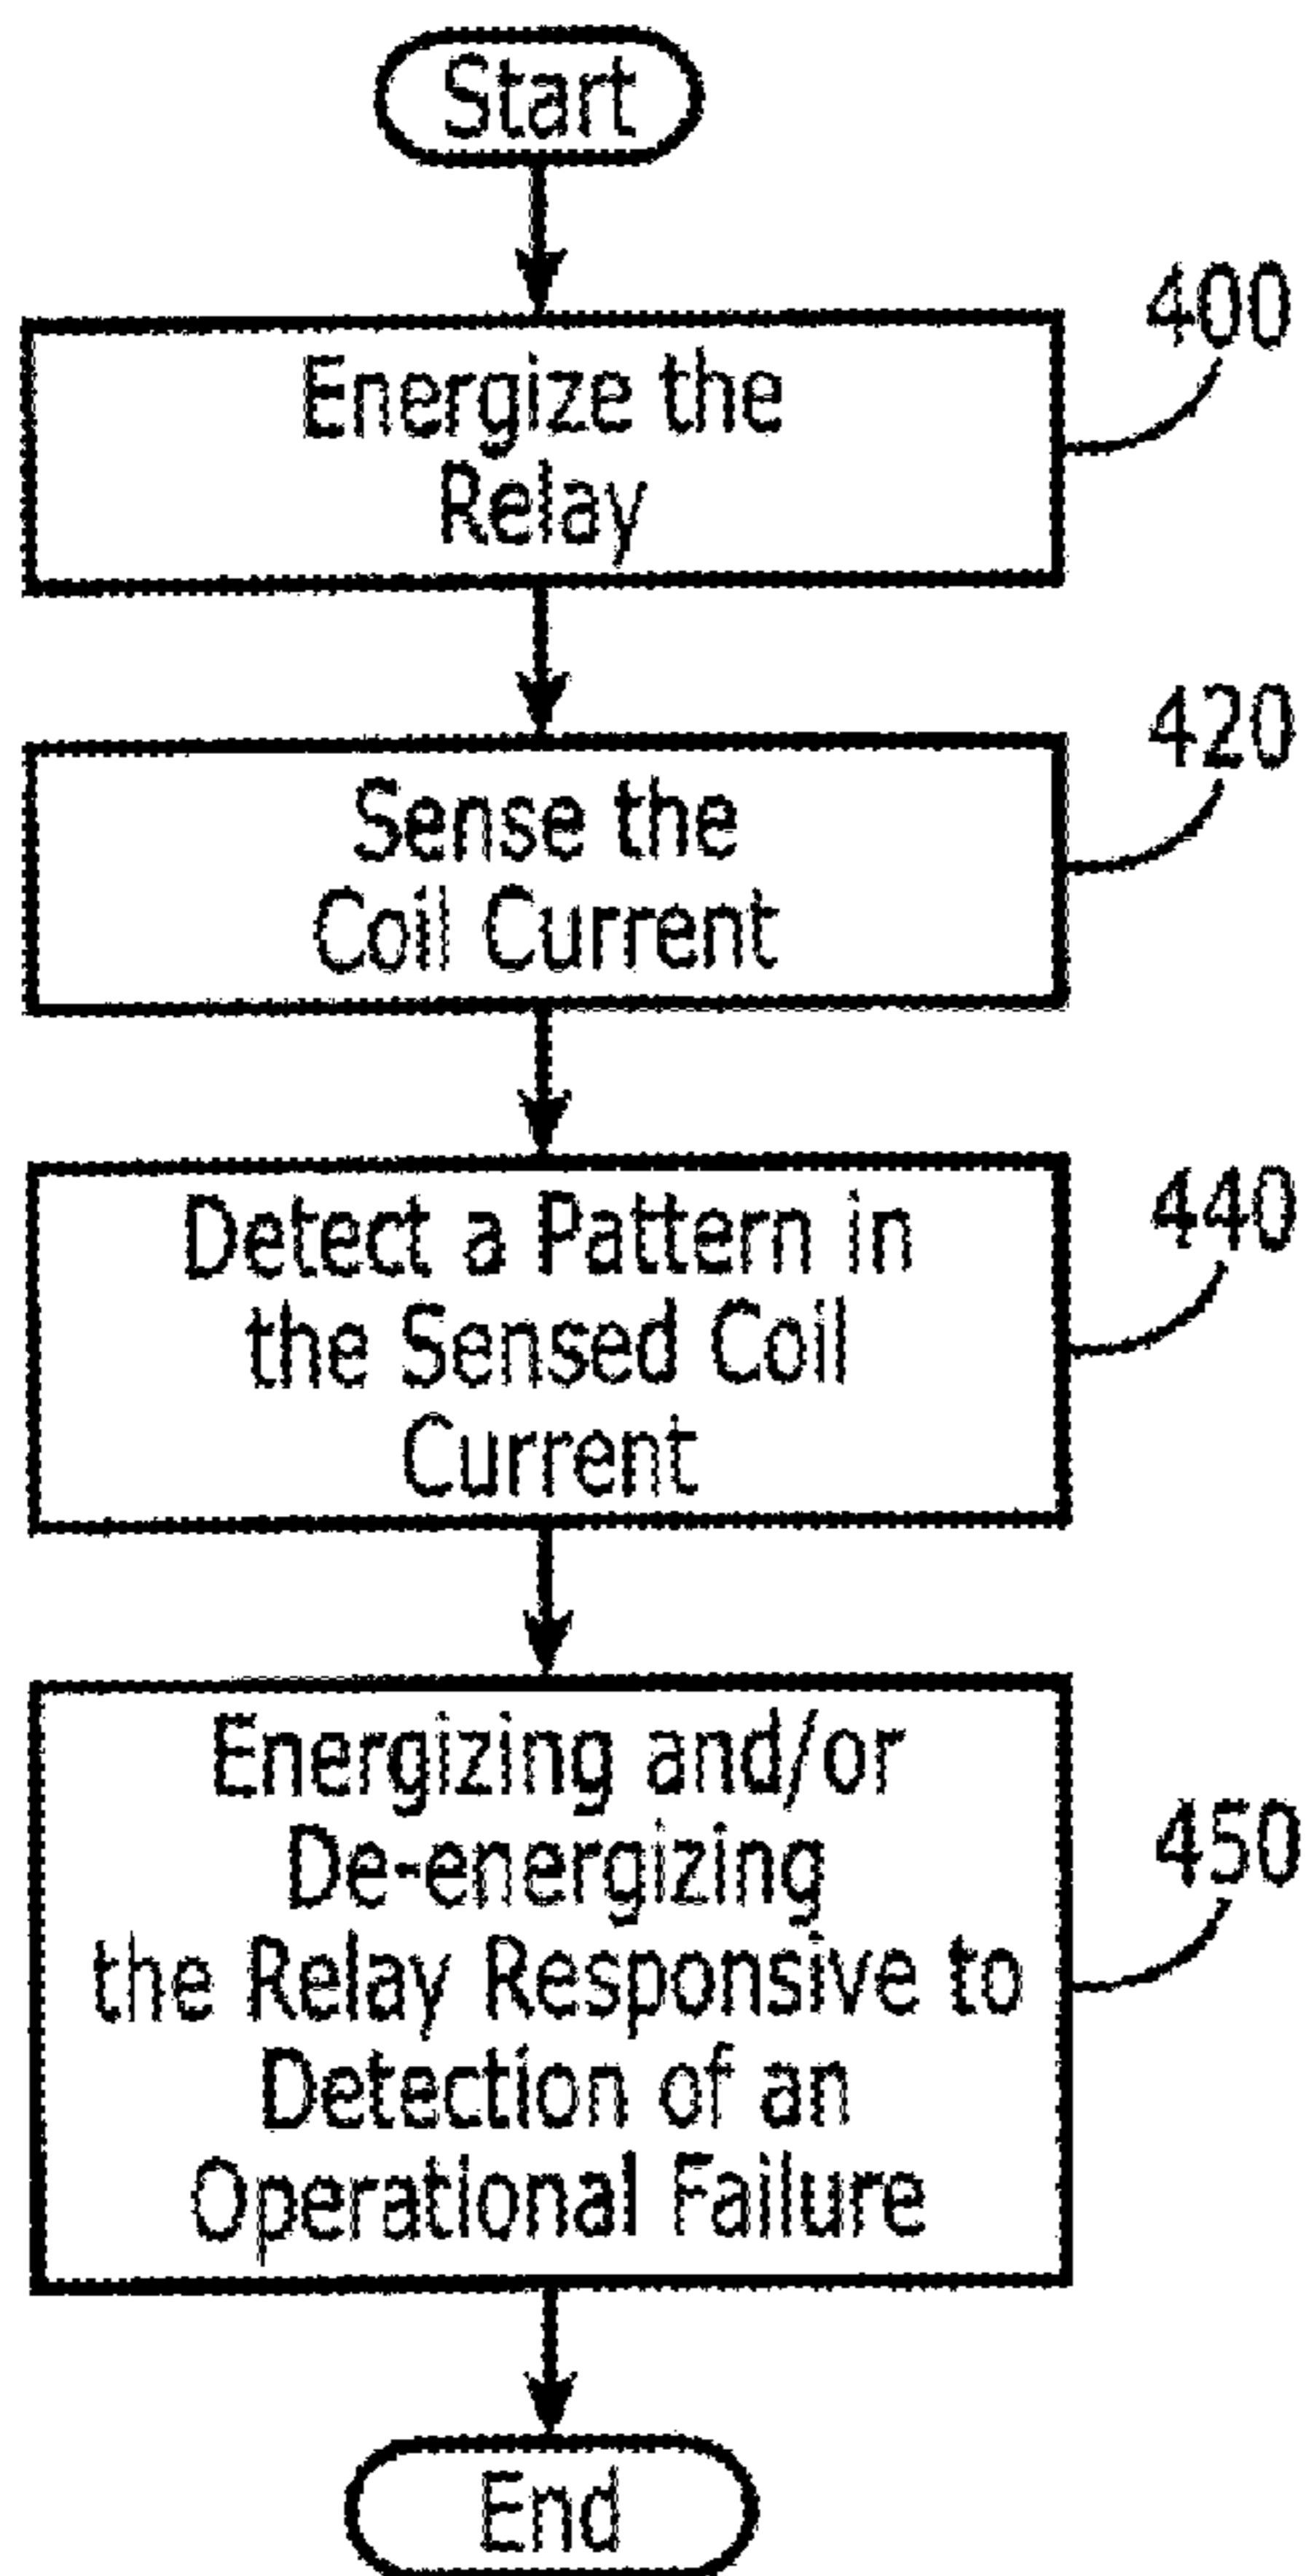 Start
400
Energize the
Relay
420
Sense the
Coil Current
440
Detect a Pattern in
the Sensed Coil
Current
450
Energizing and/or
De-energizing
the Relay Responsive to
Detection of an
Operational Failure
End